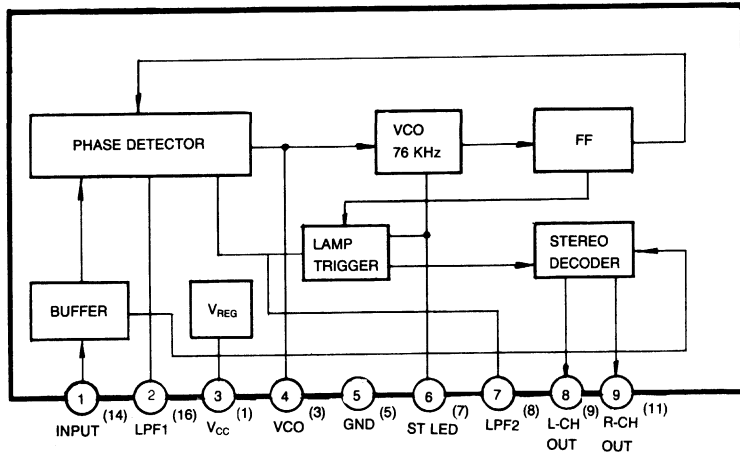 PHASE DETECTOR
VCO
76 KHz
FF
LAMP
TRIGGER
STEREO
DECODER
BUFFER
VREG
1 (14) 2 (16) 3 (1) 4 (3) 5 (5) 6 (7) 7 (8) 8 (9) 9 (11)
INPUT LPF1 VCC VCO GND ST LED LPF2 L-CH R-CH
OUT OUT